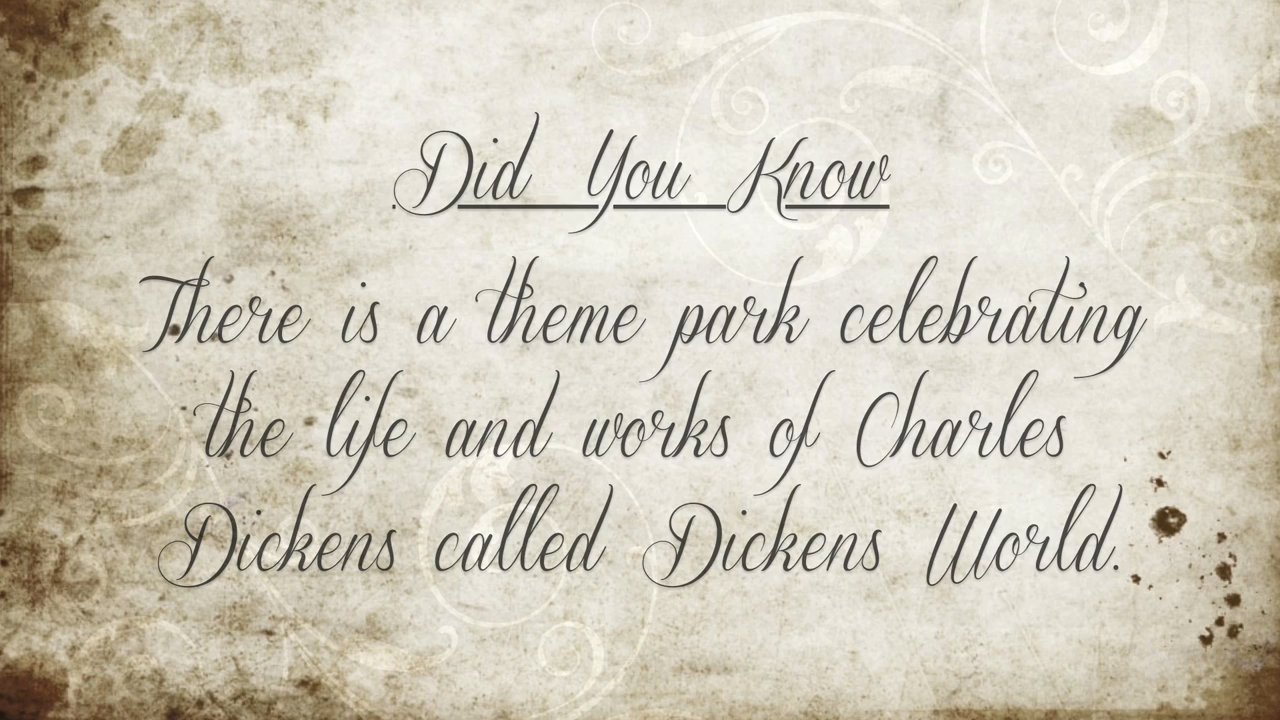 Did You Know
There is a theme park celebrating
the life and works of Charles
Dickens called Dickens World.